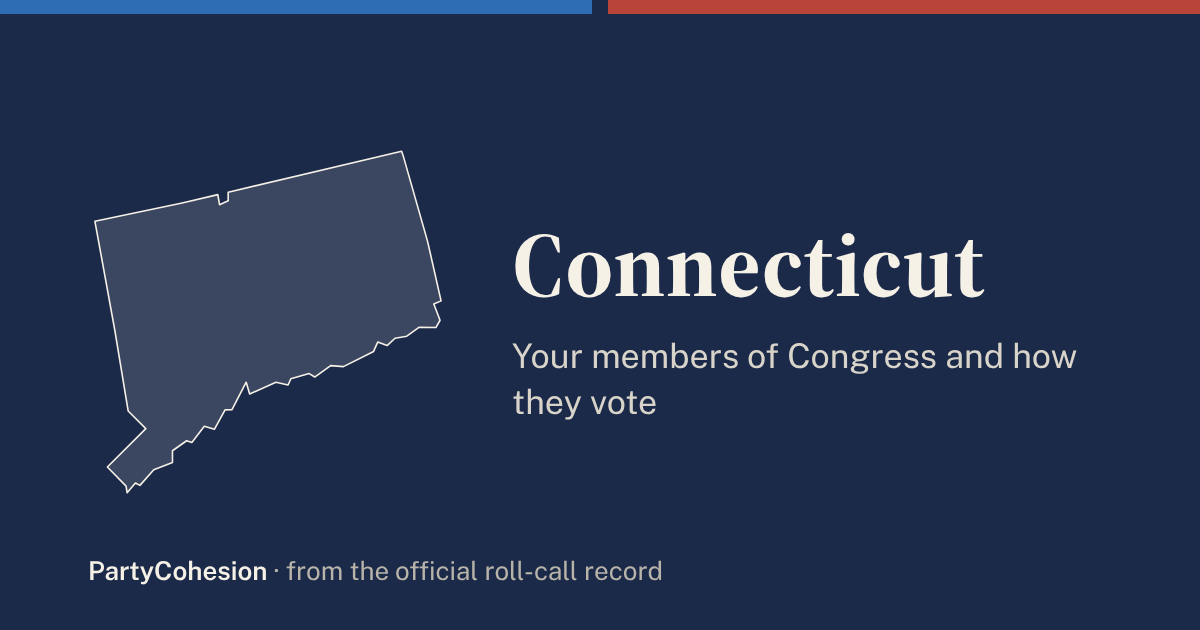 Connecticut
Your members of Congress and how
they vote
PartyCohesion · from the official roll-call record